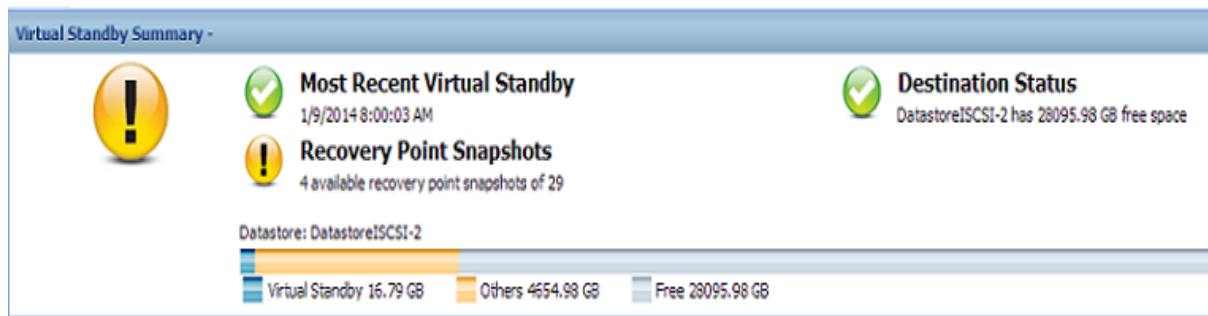 Virtual Standby Summary -
Most Recent Virtual Standby
1/9/2014 8:00:03 AM
Destination Status
DatastoreISCSI-2 has 28095.98 GB free space
Recovery Point Snapshots
4 available recovery point snapshots of 29
Datastore: DatastoreISCSI-2
Virtual Standby 16.79 GB Others 4654.98 GB Free 28095.98 GB